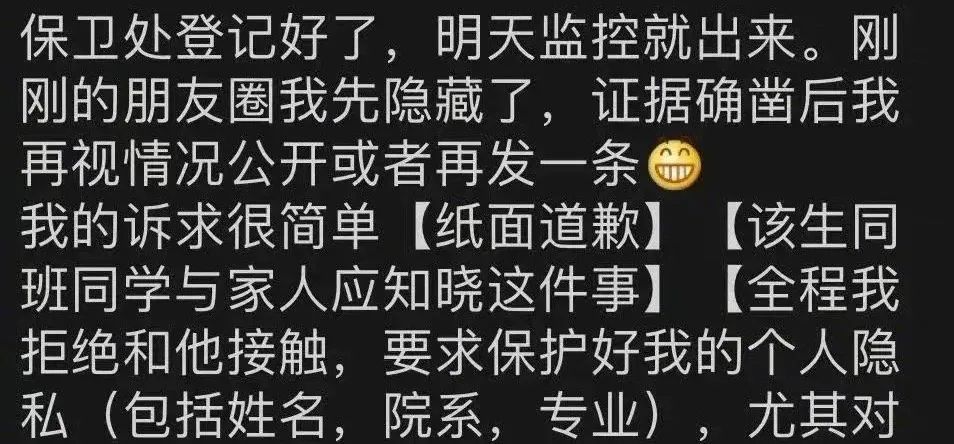 保卫处登记好了，明天监控就出来。刚
刚的朋友圈我先隐藏了，证据确凿后我
再视情况公开或者再发一条😁
我的诉求很简单【纸面道歉】【该生同
班同学与家人应知晓这件事】【全程我
拒绝和他接触，要求保护好我的个人隐
私（包括姓名，院系，专业），尤其对